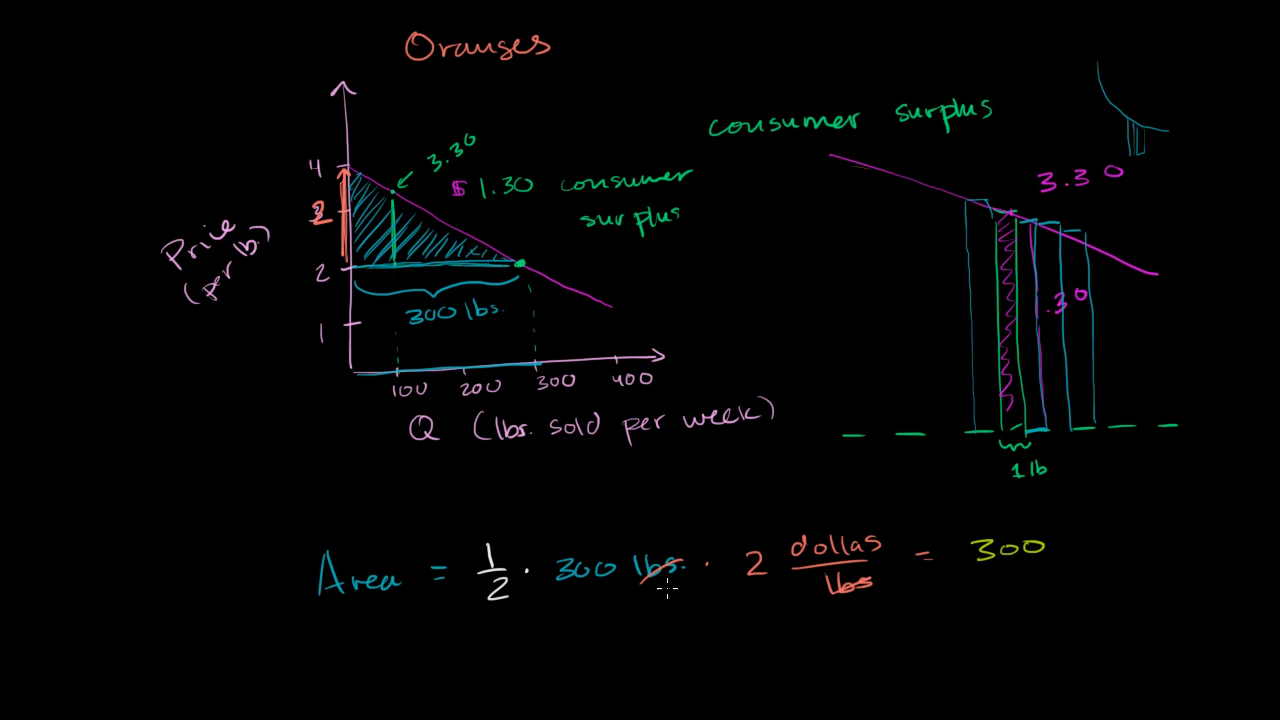 Oranges
consumer surplus
3.30
4
$1.30 consumer
surplus
3.30
2
Price
(per lb.)
2
300 lbs.
.30
1
100 200 300 400
Q (lbs. sold per week)
1 lb
Area = 1/2 · 300 lbs. · 2 dollas/lbs = 300